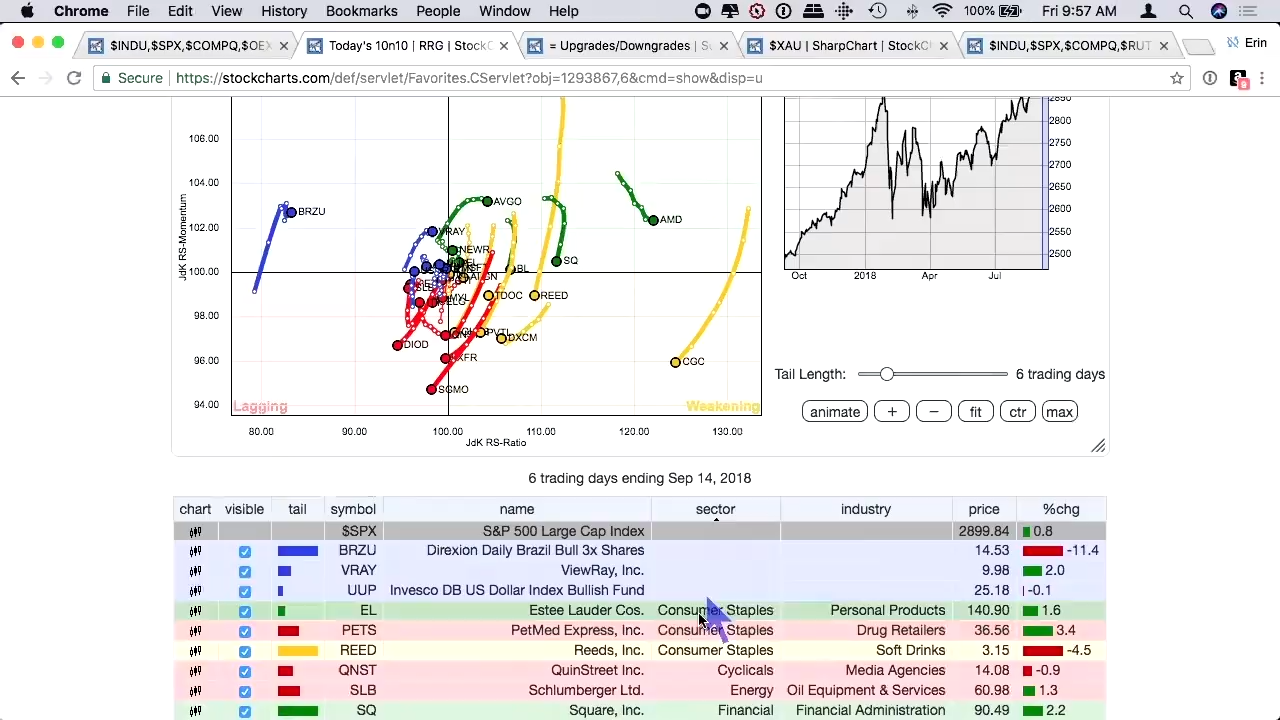 Chrome File Edit View History Bookmarks People Window Help 100% Fri 9:57 AM
$INDU,$SPX,$COMPQ,$OEX Today's 10n10 | RRG | StockC = Upgrades/Downgrades | S $XAU | SharpChart | StockCh $INDU,$SPX,$COMPQ,$RUT Erin
Secure https://stockcharts.com/def/servlet/Favorites.CServlet?obj=1293867,6&cmd=show&disp=u
106.00
104.00
102.00
100.00
98.00
96.00
94.00
JdK RS-Momentum
BRZU
VRAY
AVGO
NEWR
AMD
SQ
TDOC
REED
DXCM
DIOD
SGMO
CGC
Lagging
Weakening
80.00 90.00 100.00 110.00 120.00 130.00
JdK RS-Ratio
2850
2800
2750
2700
2650
2600
2550
2500
Oct 2018 Apr Jul
Tail Length: 6 trading days
animate + − fit ctr max
6 trading days ending Sep 14, 2018
chart visible tail symbol name sector industry price %chg
$SPX S&P 500 Large Cap Index 2899.84 0.8
BRZU Direxion Daily Brazil Bull 3x Shares 14.53 -11.4
VRAY ViewRay, Inc. 9.98 2.0
UUP Invesco DB US Dollar Index Bullish Fund 25.18 -0.1
EL Estee Lauder Cos. Consumer Staples Personal Products 140.90 1.6
PETS PetMed Express, Inc. Consumer Staples Drug Retailers 36.56 3.4
REED Reeds, Inc. Consumer Staples Soft Drinks 3.15 -4.5
QNST QuinStreet Inc. Cyclicals Media Agencies 14.08 -0.9
SLB Schlumberger Ltd. Energy Oil Equipment & Services 60.98 1.3
SQ Square, Inc. Financial Financial Administration 90.49 2.2